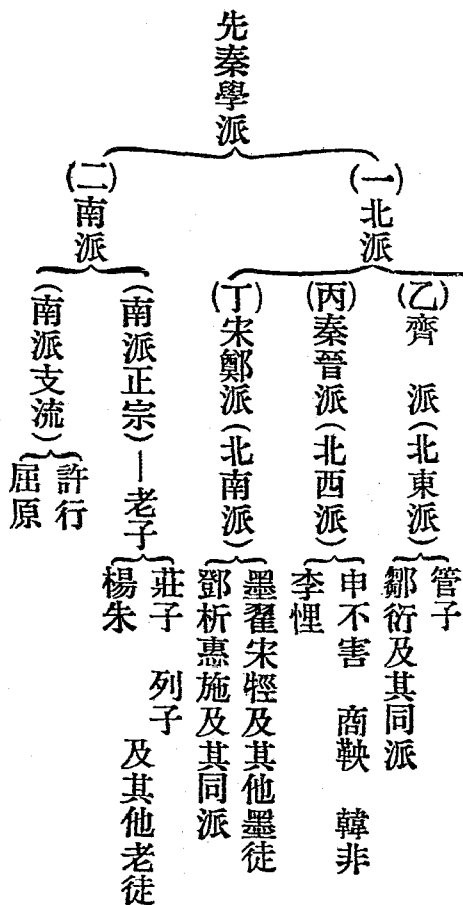 先秦學派
(一)北派
(乙)齊派(北東派)
管子
鄒衍及其同派
(丙)秦晉派(北西派)
申不害 商鞅 韓非
李悝
(丁)宋鄭派(北南派)
墨翟宋牼及其他墨徒
鄧析惠施及其同派
(二)南派
(南派正宗)—老子
莊子 列子
楊朱
及其他老徒
(南派支流)
許行
屈原